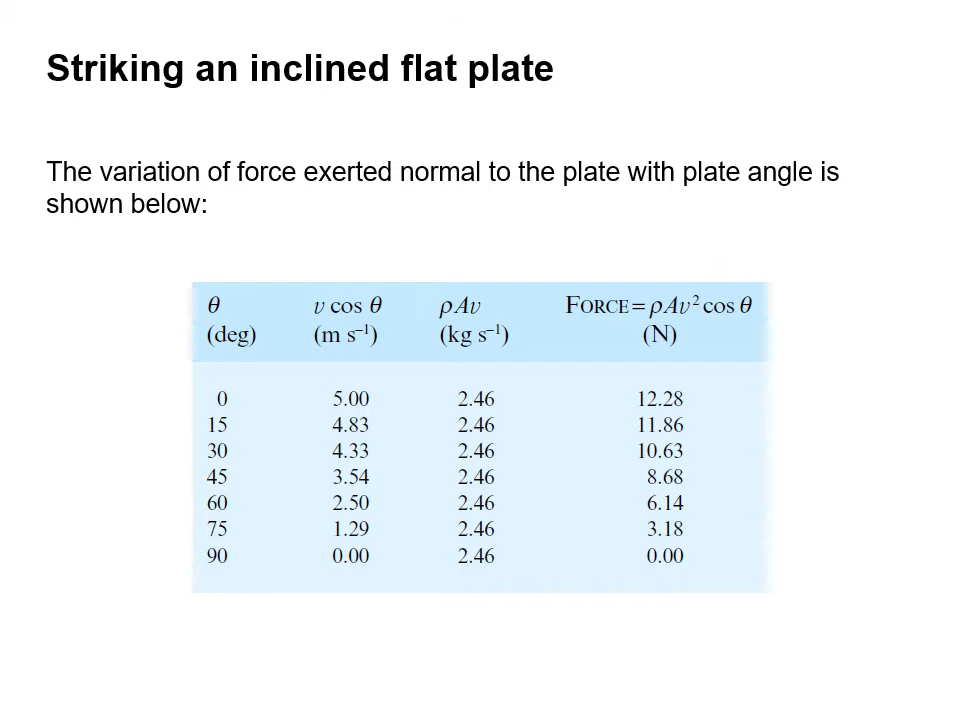 Striking an inclined flat plate
The variation of force exerted normal to the plate with plate angle is
shown below:
θ υ cos θ ρAυ FORCE=ρAυ² cos θ
(deg) (m s⁻¹) (kg s⁻¹) (N)
0 5.00 2.46 12.28
15 4.83 2.46 11.86
30 4.33 2.46 10.63
45 3.54 2.46 8.68
60 2.50 2.46 6.14
75 1.29 2.46 3.18
90 0.00 2.46 0.00